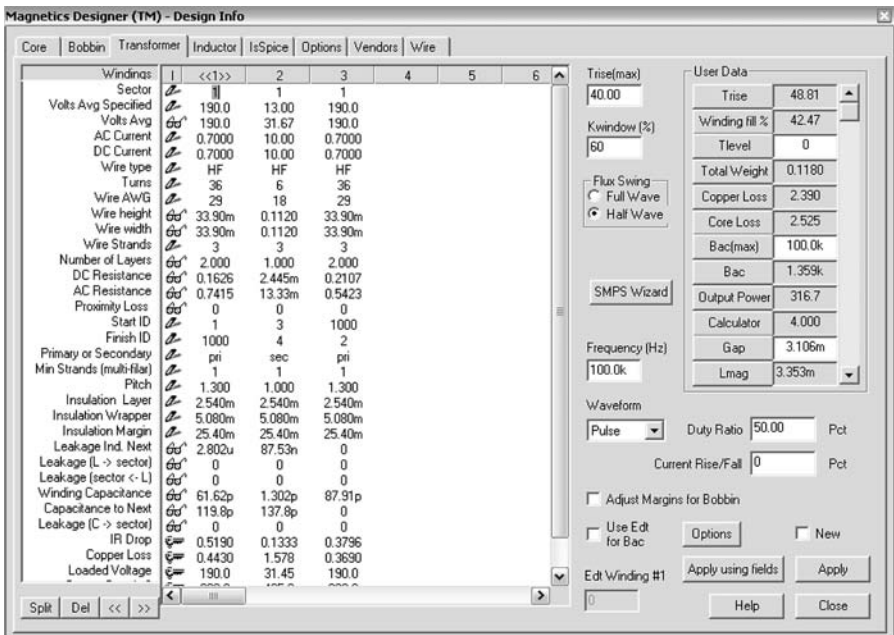 Magnetics Designer (TM) - Design Info
Core Bobbin Transformer Inductor IsSpice Options Vendors Wire
Windings I <<1>> 2 3 4 5 6
Sector 1 1 1
Volts Avg Specified 190.0 13.00 190.0
Volts Avg 190.0 31.67 190.0
AC Current 0.7000 10.00 0.7000
DC Current 0.7000 10.00 0.7000
Wire type HF HF HF
Turns 36 6 36
Wire AWG 29 18 29
Wire height 33.90m 0.1120 33.90m
Wire width 33.90m 0.1120 33.90m
Wire Strands 3 3 3
Number of Layers 2.000 1.000 2.000
DC Resistance 0.1626 2.445m 0.2107
AC Resistance 0.7415 13.33m 0.5423
Proximity Loss 0 0 0
Start ID 1 3 1000
Finish ID 1000 4 2
Primary or Secondary pri sec pri
Min Strands (multi-filar) 1 1 1
Pitch 1.300 1.000 1.300
Insulation Layer 2.540m 2.540m 2.540m
Insulation Wrapper 5.080m 5.080m 5.080m
Insulation Margin 25.40m 25.40m 25.40m
Leakage Ind. Next 2.802u 87.53n 0
Leakage (L -> sector) 0 0 0
Leakage (sector <- L) 0 0 0
Winding Capacitance 61.62p 1.302p 87.91p
Capacitance to Next 119.8p 137.8p 0
Leakage (C -> sector) 0 0 0
IR Drop 0.5190 0.1333 0.3796
Copper Loss 0.4430 1.578 0.3690
Loaded Voltage 190.0 31.45 190.0
Split Del << >>
Trise(max)
40.00
Kwindow (%)
60
Flux Swing
Full Wave
Half Wave
SMPS Wizard
Frequency (Hz)
100.0k
User Data
Trise 48.81
Winding fill % 42.47
Tlevel 0
Total Weight 0.1180
Copper Loss 2.390
Core Loss 2.525
Bac(max) 100.0k
Bac 1.359k
Output Power 316.7
Calculator 4.000
Gap 3.106m
Lmag 3.353m
Waveform
Pulse Duty Ratio 50.00 Pct
Current Rise/Fall 0 Pct
Adjust Margins for Bobbin
Use Edt
for Bac
Options New
Edt Winding #1
0
Apply using fields Apply
Help Close